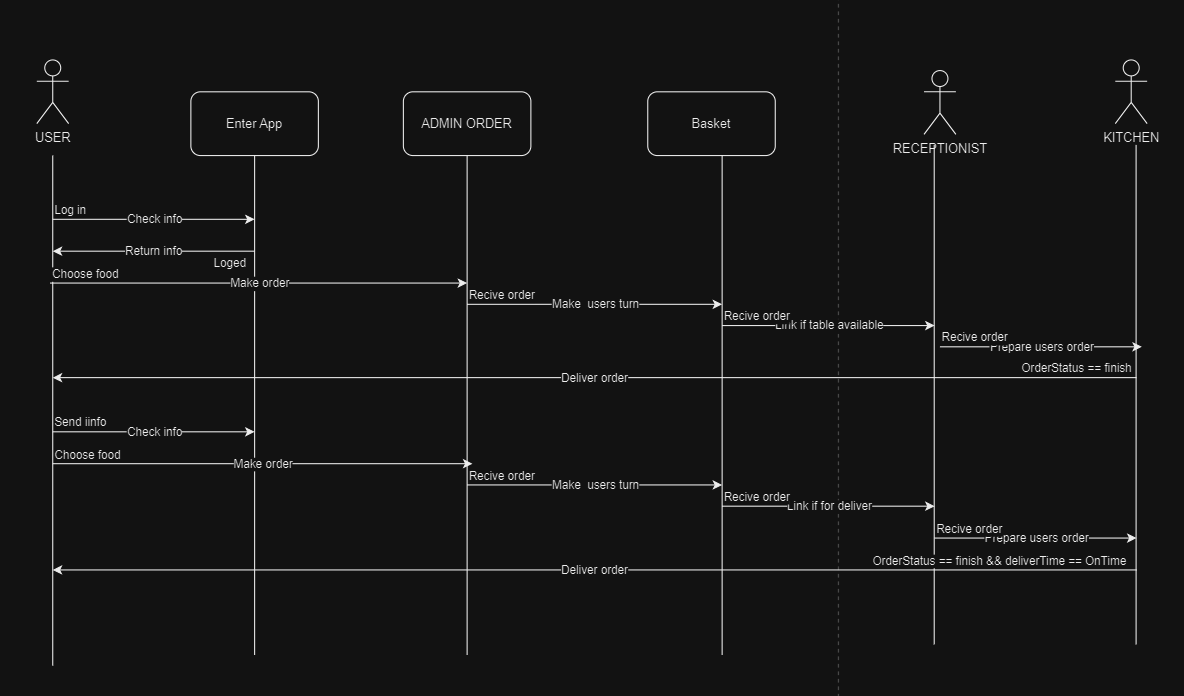 USER
Enter App
ADMIN ORDER
Basket
RECEPTIONIST
KITCHEN
Log in
Check info
Return info
Loged
Choose food
Make order
Recive order
Make users turn
Recive order
Link if table available
Recive order
Prepare users order
OrderStatus == finish
Deliver order
Send iinfo
Check info
Choose food
Make order
Recive order
Make users turn
Recive order
Link if for deliver
Recive order
Prepare users order
OrderStatus == finish && deliverTime == OnTime
Deliver order